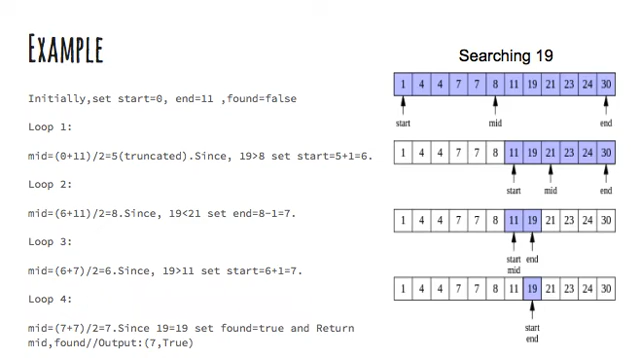 EXAMPLE
Initially,set start=0, end=11 ,found=false
Loop 1:
mid=(0+11)/2=5(truncated).Since, 19>8 set start=5+1=6.
Loop 2:
mid=(6+11)/2=8.Since, 19<21 set end=8-1=7.
Loop 3:
mid=(6+7)/2=6.Since, 19>11 set start=6+1=7.
Loop 4:
mid=(7+7)/2=7.Since 19=19 set found=true and Return
mid,found//Output:(7,True)
Searching 19
1 4 4 7 7 8 11 19 21 23 24 30
start mid end
1 4 4 7 7 8 11 19 21 23 24 30
start mid end
1 4 4 7 7 8 11 19 21 23 24 30
start end
mid
1 4 4 7 7 8 11 19 21 23 24 30
start
end